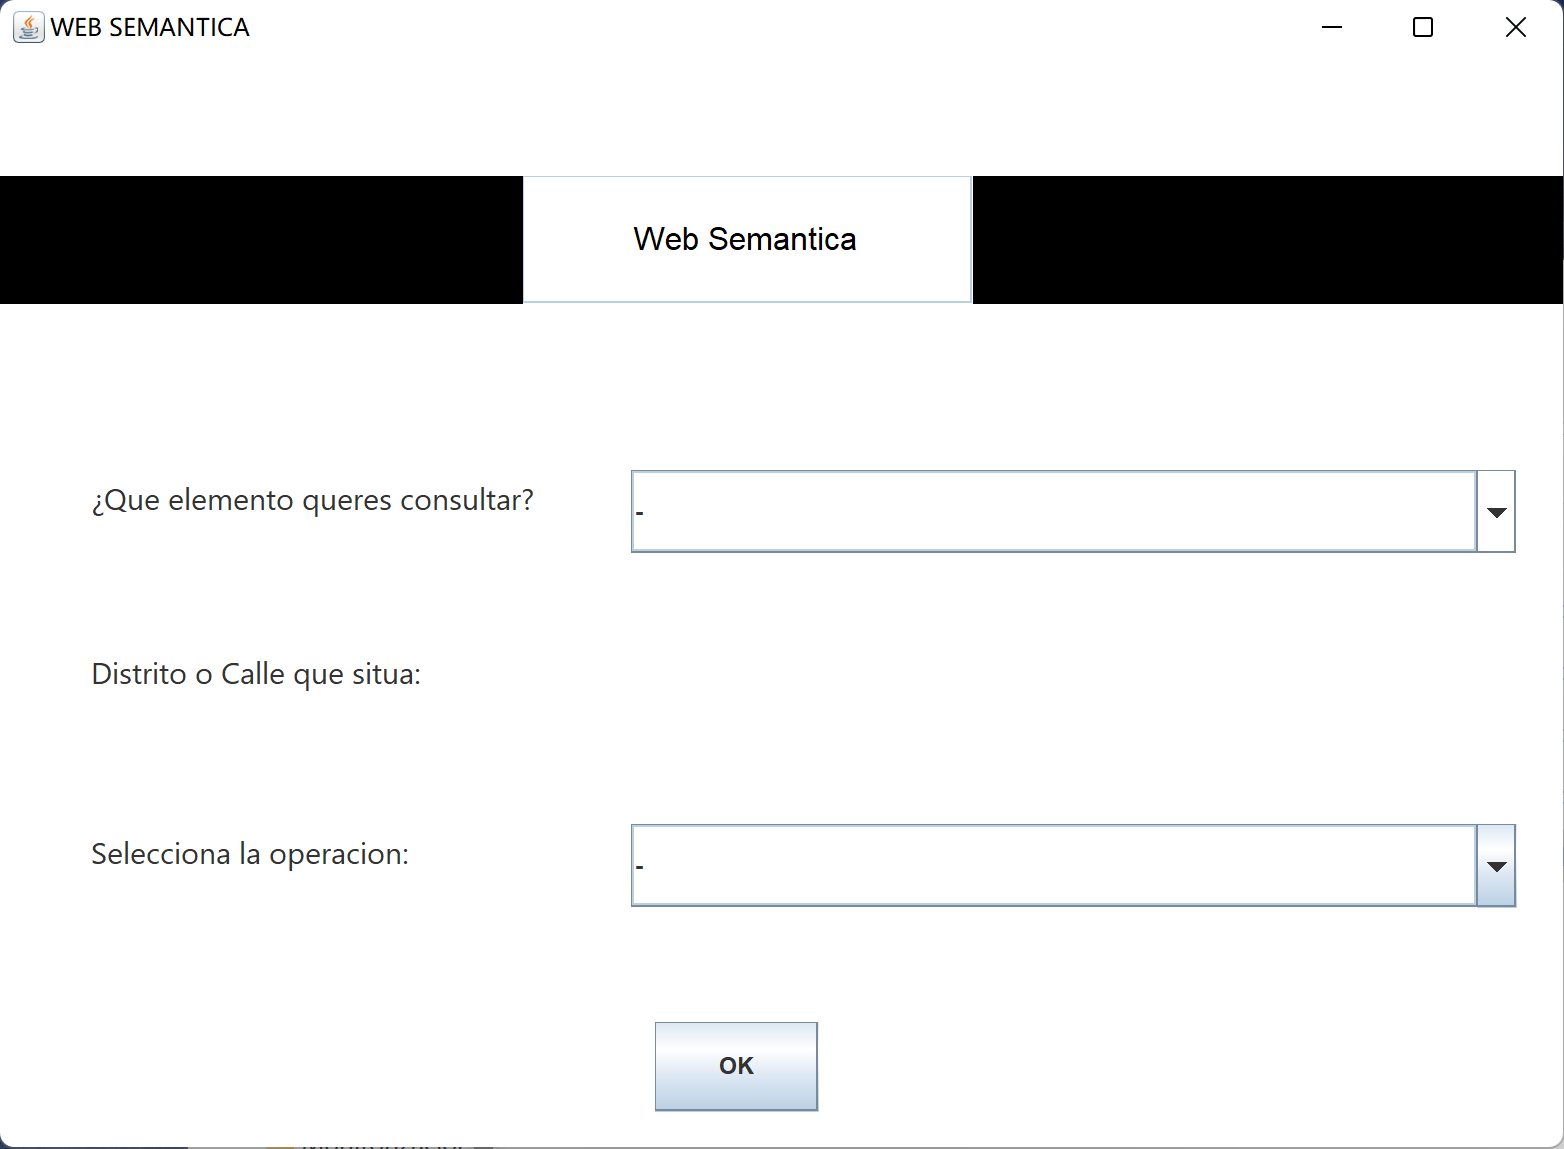 WEB SEMANTICA
Web Semantica
¿Que elemento queres consultar?
-
Distrito o Calle que situa:
Selecciona la operacion:
-
OK